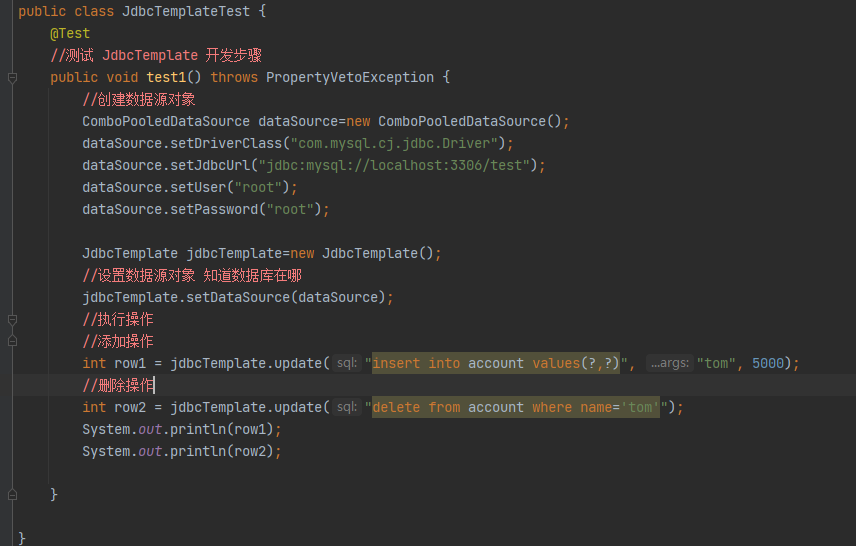 public class JdbcTemplateTest {
@Test
//测试 JdbcTemplate 开发步骤
public void test1() throws PropertyVetoException {
//创建数据源对象
ComboPooledDataSource dataSource=new ComboPooledDataSource();
dataSource.setDriverClass("com.mysql.cj.jdbc.Driver");
dataSource.setJdbcUrl("jdbc:mysql://localhost:3306/test");
dataSource.setUser("root");
dataSource.setPassword("root");
JdbcTemplate jdbcTemplate=new JdbcTemplate();
//设置数据源对象 知道数据库在哪
jdbcTemplate.setDataSource(dataSource);
//执行操作
//添加操作
int row1 = jdbcTemplate.update( sql: "insert into account values(?,?)", ...args: "tom", 5000);
//删除操作
int row2 = jdbcTemplate.update( sql: "delete from account where name='tom'");
System.out.println(row1);
System.out.println(row2);
}
}